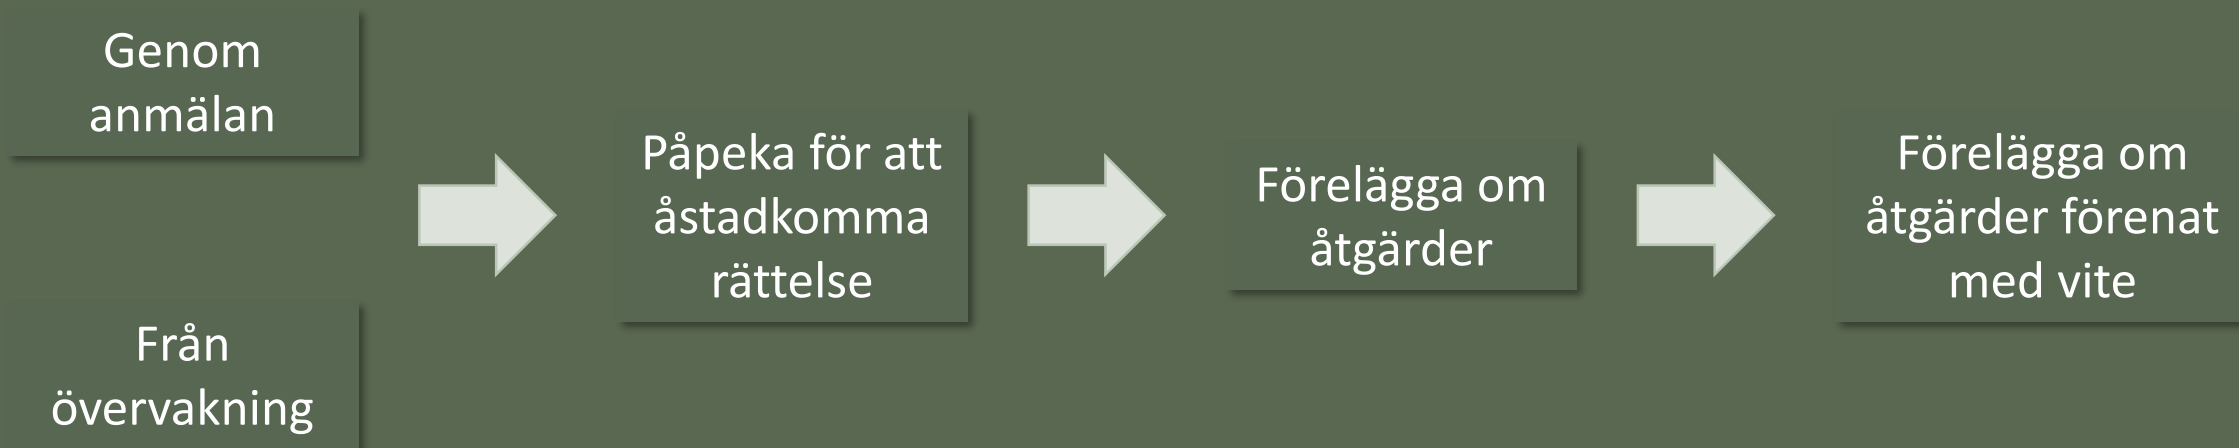 Genom
anmälan
Från
övervakning
Påpeka för att
åstadkomma
rättelse
Förelägga om
åtgärder
Förelägga om
åtgärder förenat
med vite